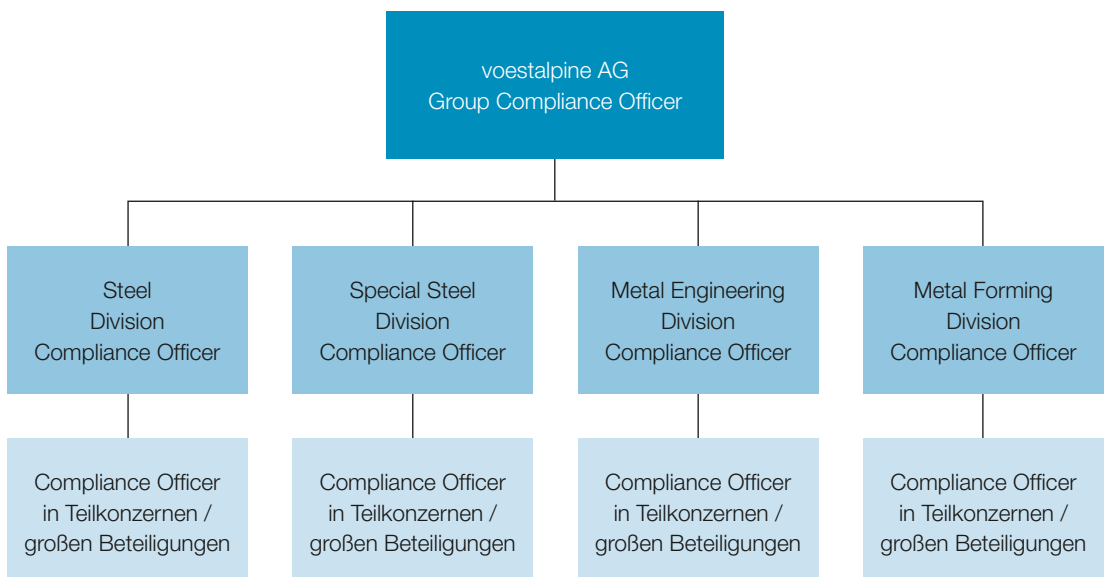 voestalpine AG
Group Compliance Officer
Steel
Division
Compliance Officer
Special Steel
Division
Compliance Officer
Metal Engineering
Division
Compliance Officer
Metal Forming
Division
Compliance Officer
Compliance Officer
in Teilkonzernen /
großen Beteiligungen
Compliance Officer
in Teilkonzernen /
großen Beteiligungen
Compliance Officer
in Teilkonzernen /
großen Beteiligungen
Compliance Officer
in Teilkonzernen /
großen Beteiligungen